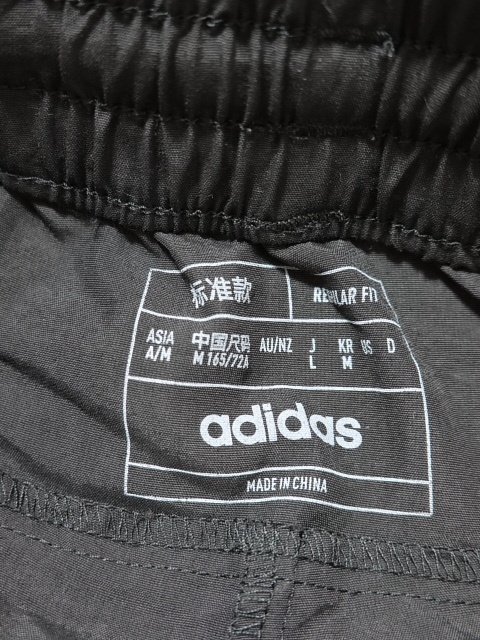 标准款 REGULAR FIT
ASIA 中国尺码 AU/NZ J KR US D
A/M M 165/72A L M
adidas
MADE IN CHINA